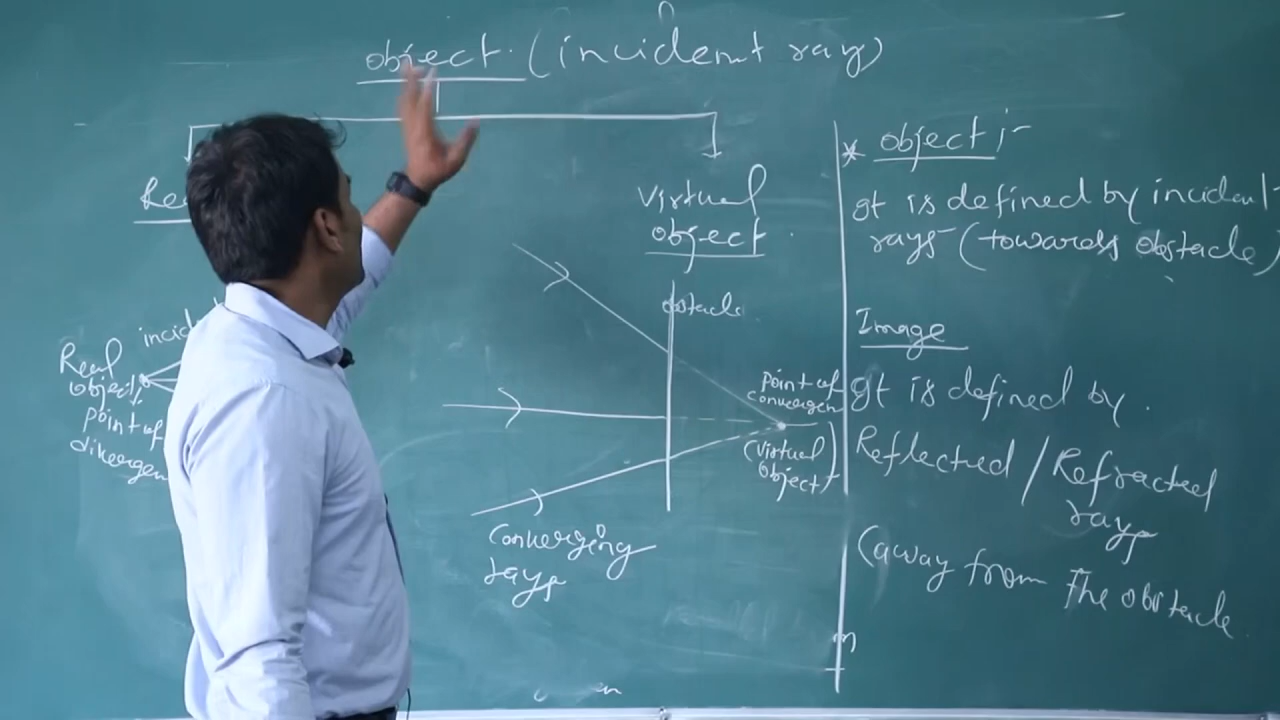 object. (incident ray)
Virtual
object.
obstacle
incid
Real
object/
point of
divergen
point of
convergen
(virtual
object)
Converging
rays
* object :-
It is defined by incident
rays (towards obstacle)
Image
It is defined by.
Reflected / Refracted
rays
(away from the obstacle